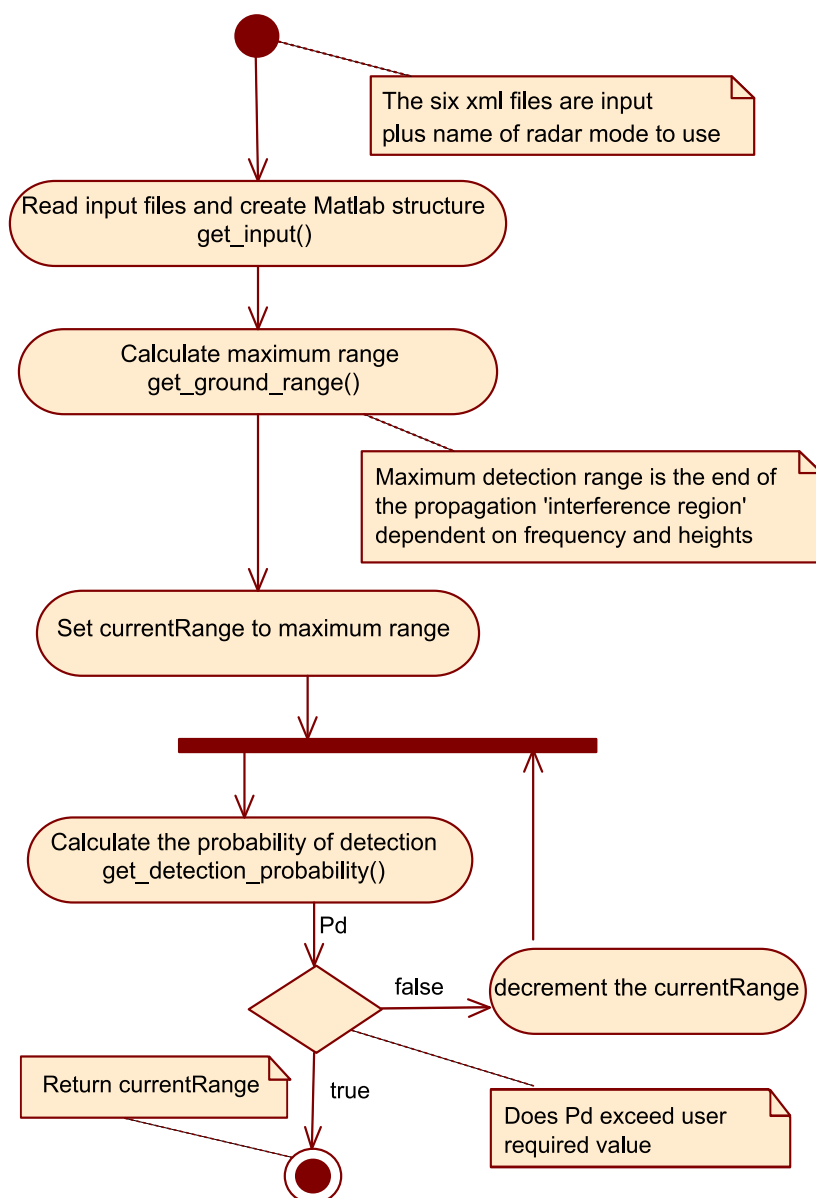 The six xml files are input
plus name of radar mode to use
Read input files and create Matlab structure
get_input()
Calculate maximum range
get_ground_range()
Maximum detection range is the end of
the propagation 'interference region'
dependent on frequency and heights
Set currentRange to maximum range
Calculate the probability of detection
get_detection_probability()
Pd
false
decrement the currentRange
Return currentRange
true
Does Pd exceed user
required value